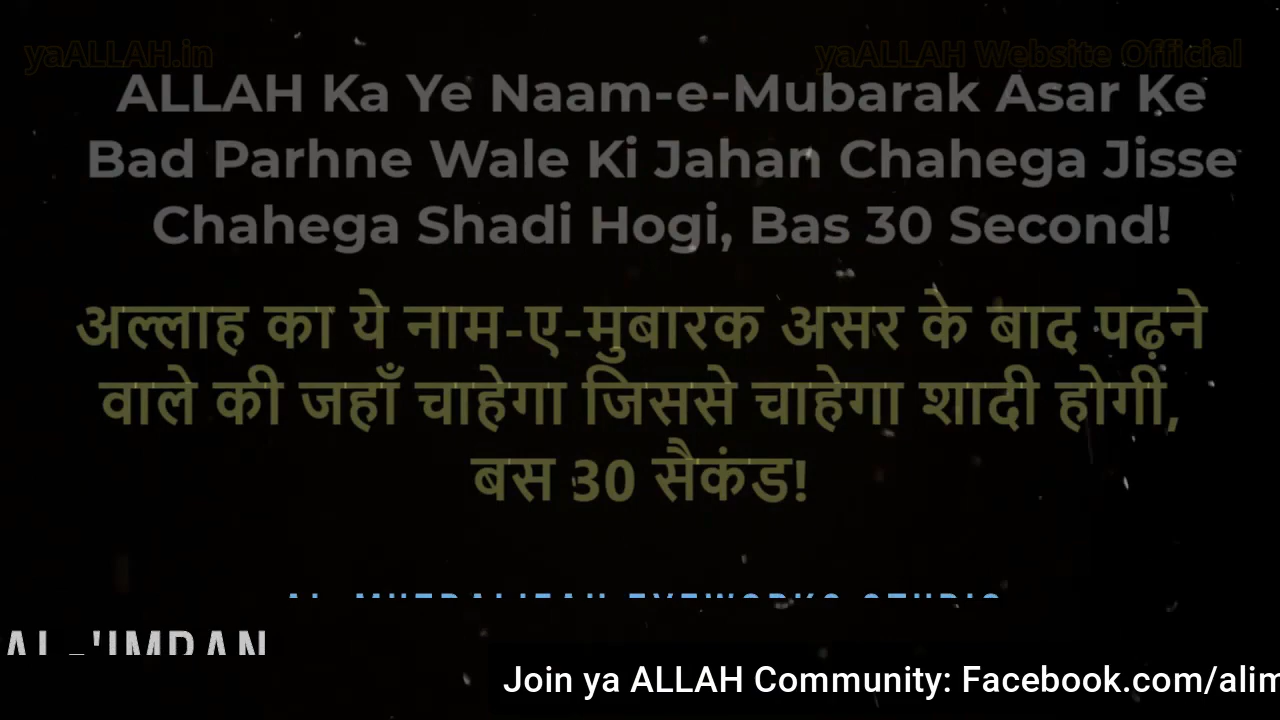 yaALLAH.in
yaALLAH Website Official
ALLAH Ka Ye Naam-e-Mubarak Asar Ke
Bad Parhne Wale Ki Jahan Chahega Jisse
Chahega Shadi Hogi, Bas 30 Second!
अल्लाह का ये नाम-ए-मुबारक असर के बाद पढ़ने
वाले की जहाँ चाहेगा जिससे चाहेगा शादी होगी,
बस 30 सैकंड!
AL-'IMRAN
Join ya ALLAH Community: Facebook.com/alim